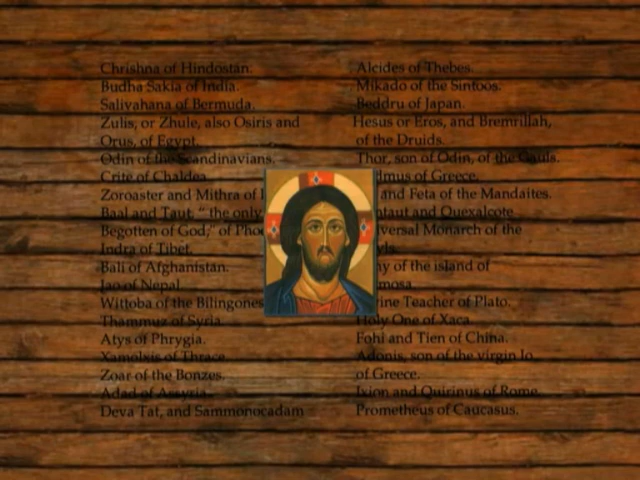 Chrishna of Hindostan.
Budha Sakia of India.
Salivahana of Bermuda.
Zulis, or Zhule, also Osiris and
Orus, of Egypt.
Odin of the Scandinavians.
Crite of Chaldea.
Zoroaster and Mithra of
Baal and Taut, " the only
Begotten of God," of
Indra of Tibet.
Bali of Afghanistan.
Jao of Nepal.
Wittoba of the Bilingones
Thammuz of Syria.
Atys of Phrygia.
Xamolsis of Thrace.
Zoar of the Bonzes.
Adad of Assyria.
Deva Tat, and Sammonocadam
Alcides of Thebes.
Mikado of the Sintoos.
Beddru of Japan.
Hesus or Eros, and Bremrillah,
of the Druids.
Thor, son of Odin, of the Gauls.
of Greece.
and Feta of the Mandaites.
and Quexalcote
Monarch of the
of the island of
Teacher of Plato.
Holy One of Xaca.
Fohi and Tien of China.
Adonis, son of the virgin Io
of Greece.
Ixion and Quirinus of Rome.
Prometheus of Caucasus.